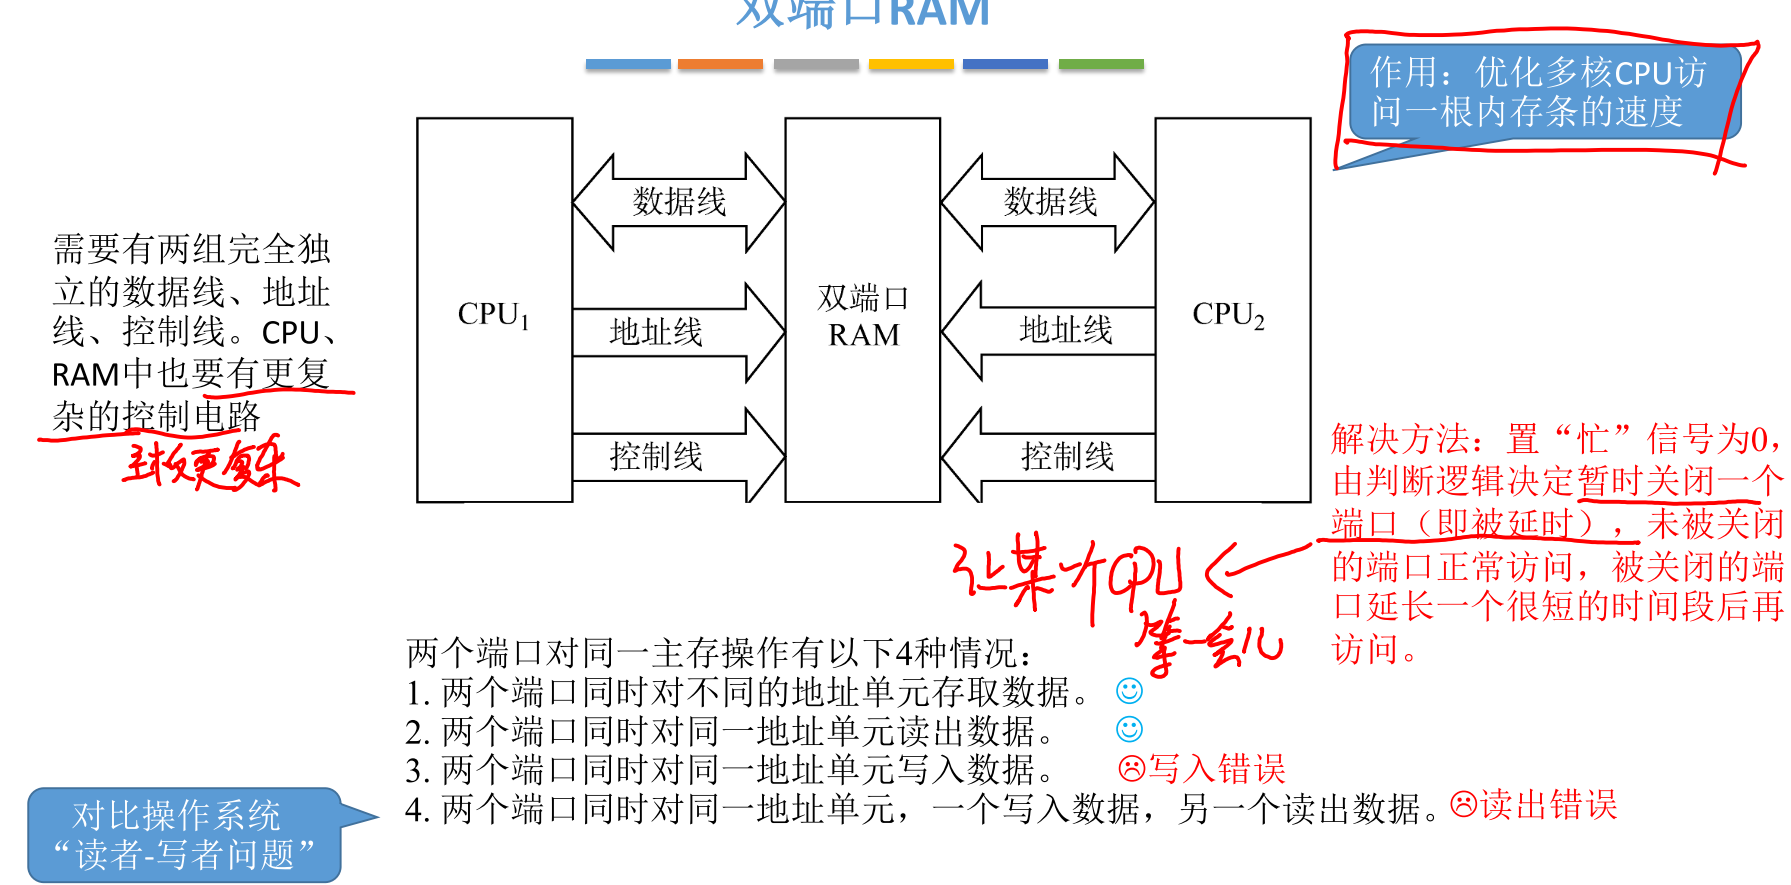 双端口RAM
作用：优化多核CPU访
问一根内存条的速度
需要有两组完全独
立的数据线、地址
线、控制线。CPU、
RAM中也要有更复
杂的控制电路
主板更复杂
CPU1
数据线
地址线
控制线
双端口
RAM
数据线
地址线
控制线
CPU2
解决方法：置“忙”信号为0，
由判断逻辑决定暂时关闭一个
端口（即被延时），未被关闭
的端口正常访问，被关闭的端
口延长一个很短的时间段后再
访问。
让某个CPU
等一会儿
两个端口对同一主存操作有以下4种情况：
1. 两个端口同时对不同的地址单元存取数据。
2. 两个端口同时对同一地址单元读出数据。
3. 两个端口同时对同一地址单元写入数据。 写入错误
4. 两个端口同时对同一地址单元，一个写入数据，另一个读出数据。 读出错误
对比操作系统
“读者-写者问题”